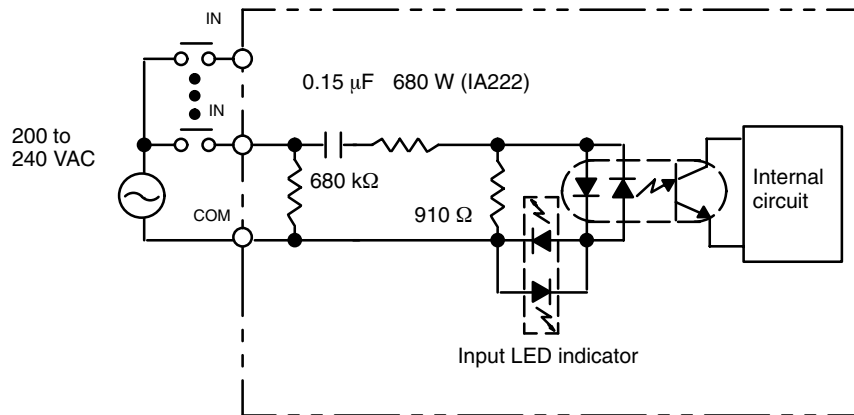 IN
0.15 µF 680 W (IA222)
IN
200 to
240 VAC
680 kΩ
Internal
circuit
COM
910 Ω
Input LED indicator